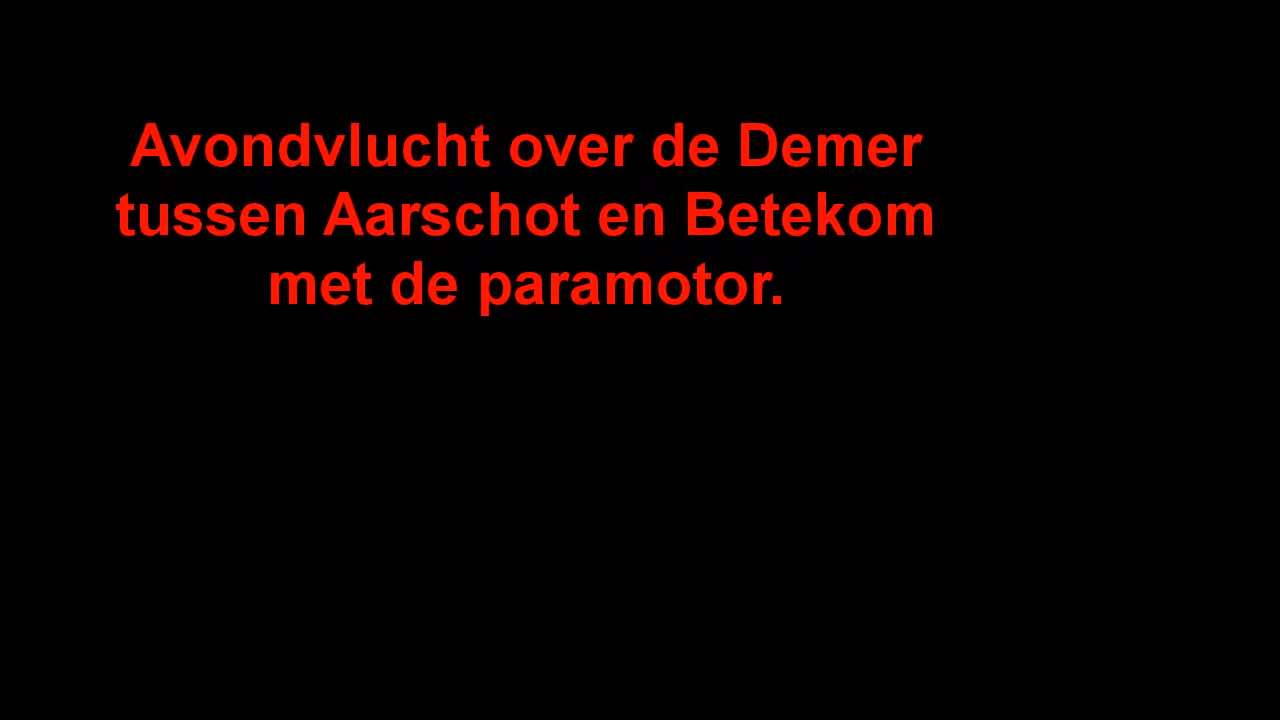 Avondvlucht over de Demer
tussen Aarschot en Betekom
met de paramotor.